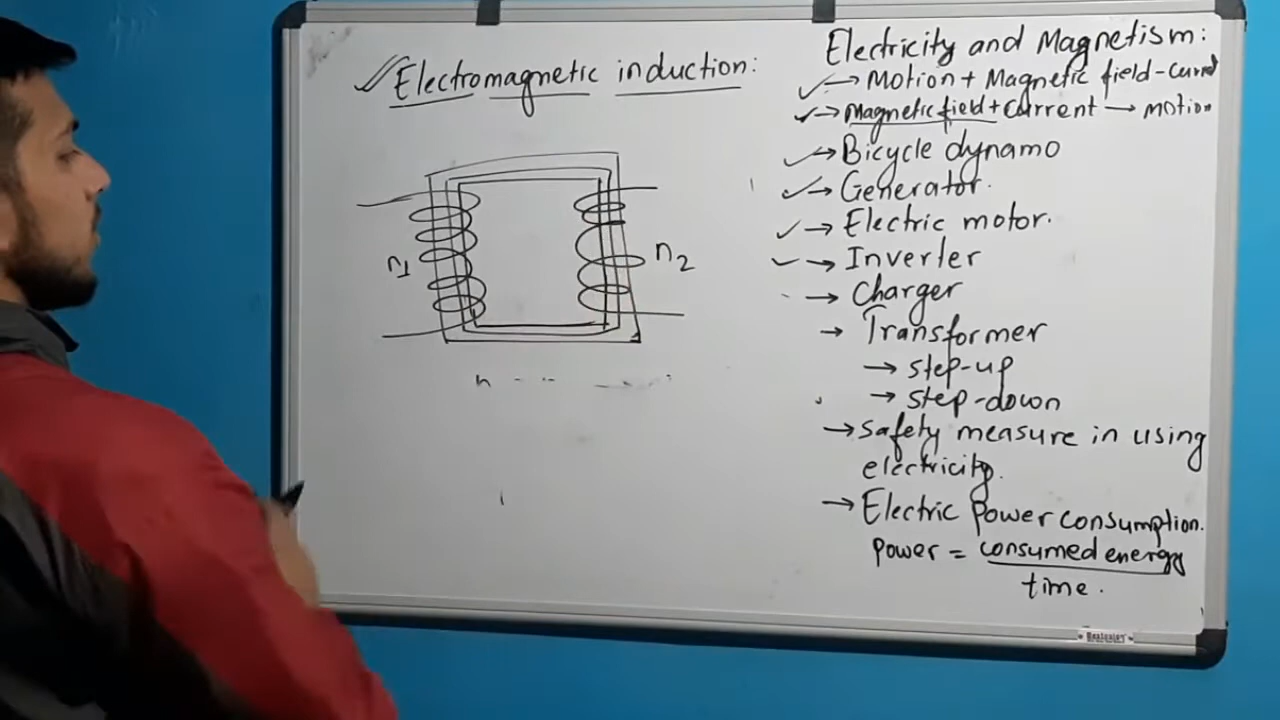 Electromagnetic induction:
n1
n2
Electricity and Magnetism:
→ Motion + Magnetic field-
→ Magnetic field + Current → motion
→ Bicycle dynamo
→ Generator.
→ Electric motor.
→ Inverter
→ Charger
→ Transformer
→ step-up
→ step-down
→ Safety measure in using
electricity.
→ Electric Power consumption.
Power = consumed energy
time.